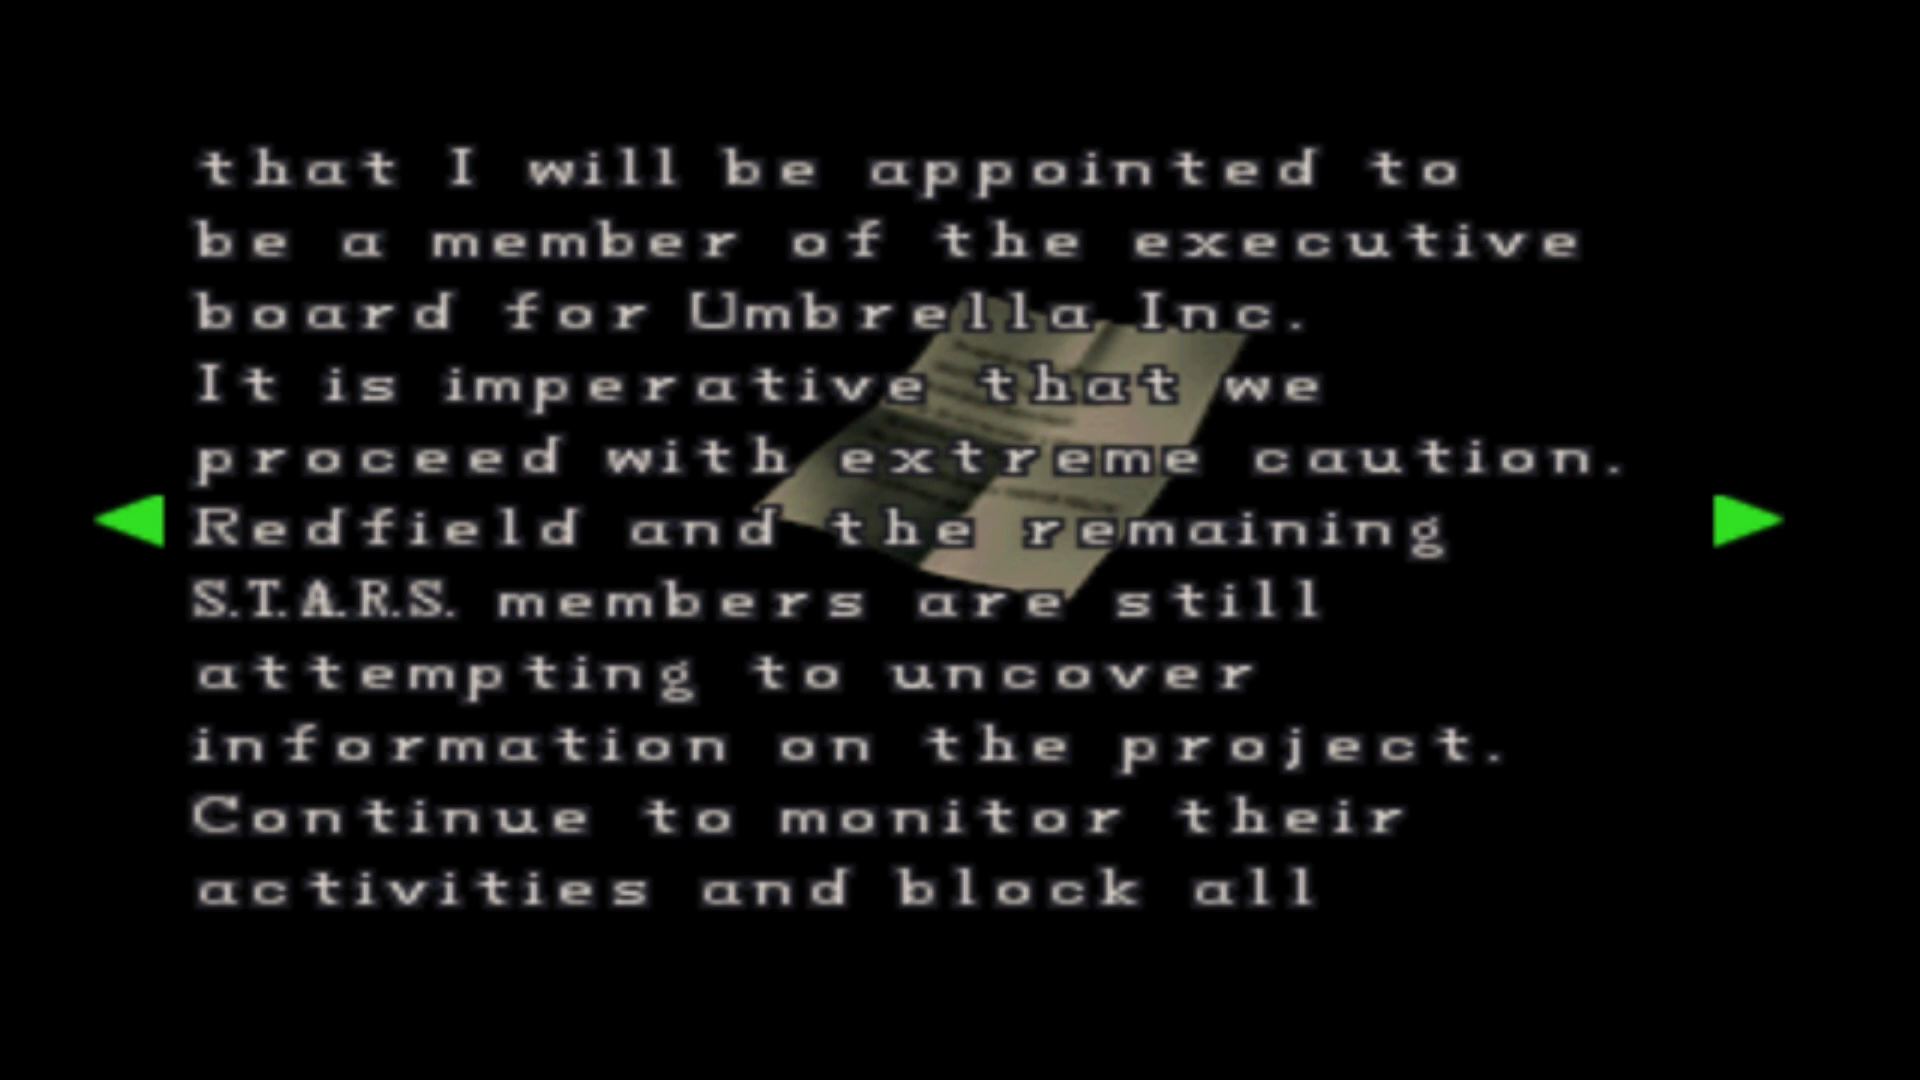 that I will be appointed to
be a member of the executive
board for Umbrella Inc.
It is imperative that we
proceed with extreme caution.
Redfield and the remaining
S.T.A.R.S. members are still
attempting to uncover
information on the project.
Continue to monitor their
activities and block all